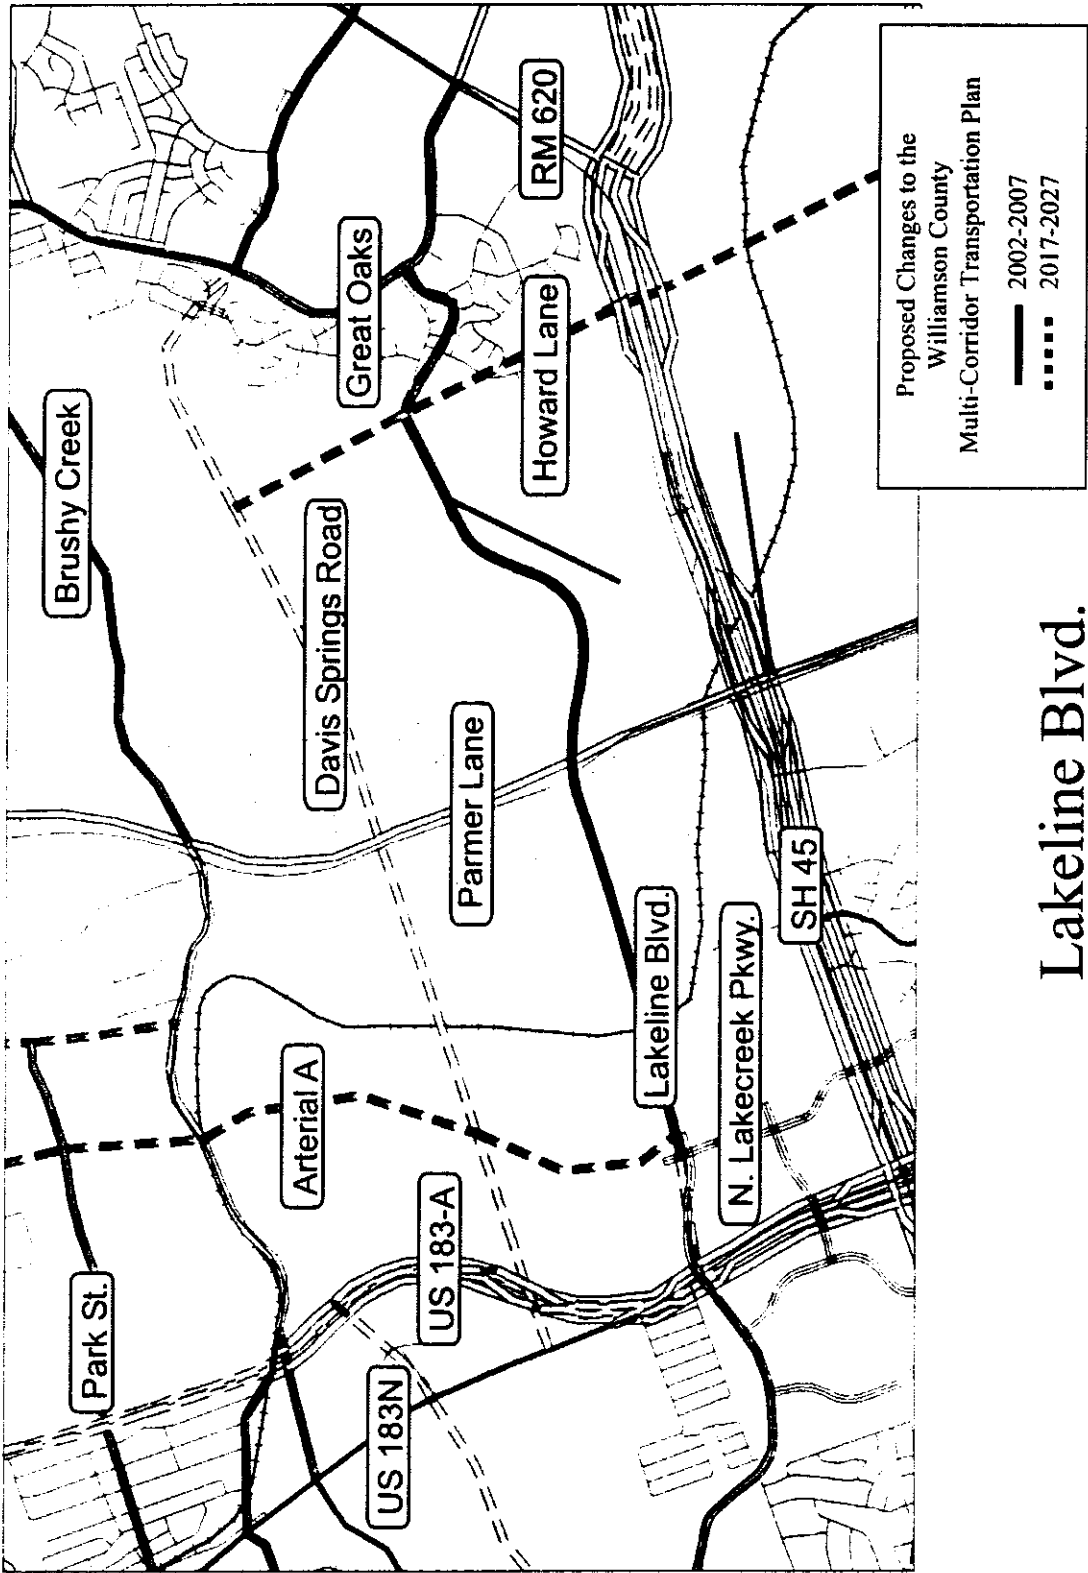 Brushy Creek
Great Oaks
RM 620
Howard Lane
Davis Springs Road
Parmer Lane
Park St.
Arterial A
US 183-A
US 183N
Lakeline Blvd.
N. Lakecreek Pkwy.
SH 45
Proposed Changes to the
Williamson County
Multi-Corridor Transportation Plan
2002-2007
2017-2027
Lakeline Blvd.